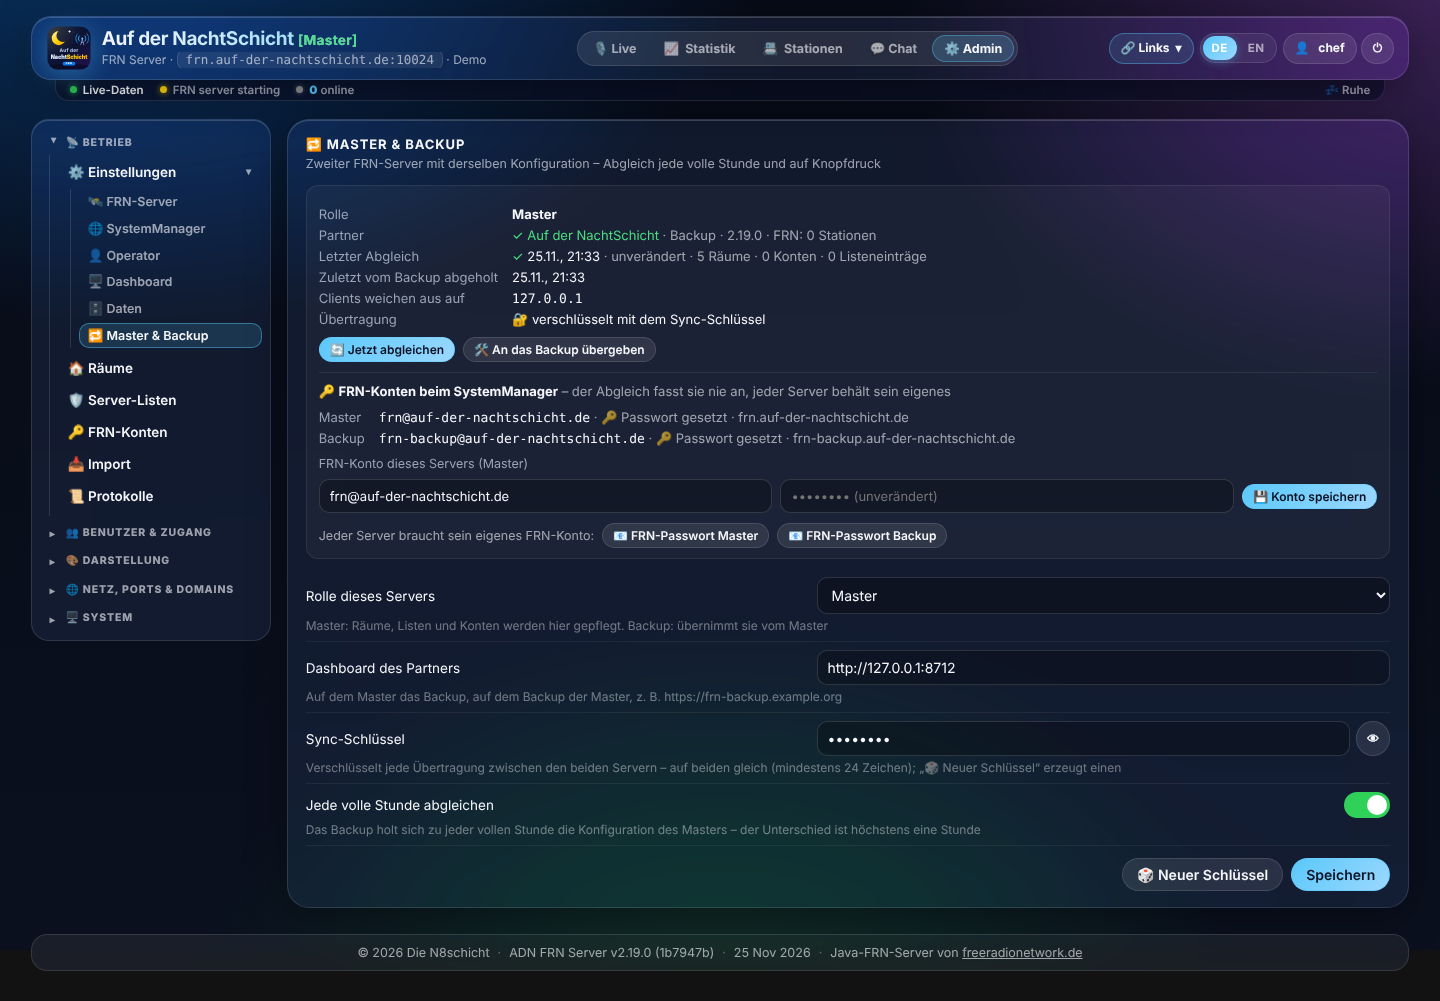 Auf der NachtSchicht [Master]
FRN Server · frn.auf-der-nachtschicht.de:10024 · Demo
Auf der
NachtSchicht
Live
Statistik
Stationen
Chat
Admin
Links ▾
DE
EN
chef
Live-Daten
FRN server starting
0 online
Ruhe
BETRIEB
Einstellungen
FRN-Server
SystemManager
Operator
Dashboard
Daten
Master & Backup
Räume
Server-Listen
FRN-Konten
Import
Protokolle
BENUTZER & ZUGANG
DARSTELLUNG
NETZ, PORTS & DOMAINS
SYSTEM
MASTER & BACKUP
Zweiter FRN-Server mit derselben Konfiguration – Abgleich jede volle Stunde und auf Knopfdruck
Rolle Master
Partner ✓ Auf der NachtSchicht · Backup · 2.19.0 · FRN: 0 Stationen
Letzter Abgleich ✓ 25.11., 21:33 · unverändert · 5 Räume · 0 Konten · 0 Listeneinträge
Zuletzt vom Backup abgeholt 25.11., 21:33
Clients weichen aus auf 127.0.0.1
Übertragung 🔐 verschlüsselt mit dem Sync-Schlüssel
Jetzt abgleichen
An das Backup übergeben
FRN-Konten beim SystemManager – der Abgleich fasst sie nie an, jeder Server behält sein eigenes
Master frn@auf-der-nachtschicht.de · 🔑 Passwort gesetzt · frn.auf-der-nachtschicht.de
Backup frn-backup@auf-der-nachtschicht.de · 🔑 Passwort gesetzt · frn-backup.auf-der-nachtschicht.de
FRN-Konto dieses Servers (Master)
frn@auf-der-nachtschicht.de
•••••••• (unverändert)
Konto speichern
Jeder Server braucht sein eigenes FRN-Konto:
FRN-Passwort Master
FRN-Passwort Backup
Rolle dieses Servers
Master
Master: Räume, Listen und Konten werden hier gepflegt. Backup: übernimmt sie vom Master
Dashboard des Partners
http://127.0.0.1:8712
Auf dem Master das Backup, auf dem Backup der Master, z. B. https://frn-backup.example.org
Sync-Schlüssel
••••••••
Verschlüsselt jede Übertragung zwischen den beiden Servern – auf beiden gleich (mindestens 24 Zeichen); „🎲 Neuer Schlüssel“ erzeugt einen
Jede volle Stunde abgleichen
Das Backup holt sich zu jeder vollen Stunde die Konfiguration des Masters – der Unterschied ist höchstens eine Stunde
Neuer Schlüssel
Speichern
© 2026 Die N8schicht · ADN FRN Server v2.19.0 (1b7947b) · 25 Nov 2026 · Java-FRN-Server von freeradionetwork.de